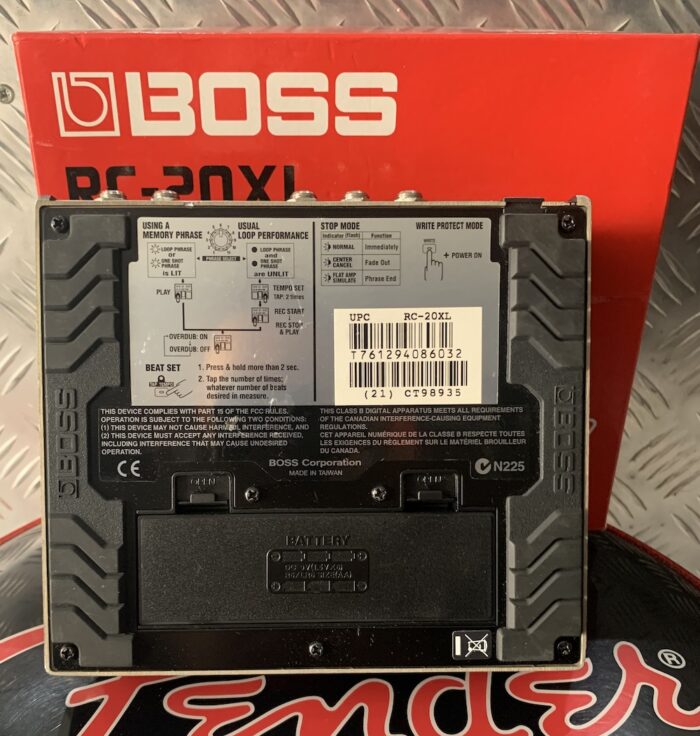 BOSS
RC-20XL
USING A
MEMORY PHRASE
USUAL
LOOP PERFORMANCE
LOOP PHRASE
or
ONE SHOT
PHRASE
is LIT
PHRASE SELECT
LOOP PHRASE
and
ONE SHOT
PHRASE
are UNLIT
PLAY
TEMPO SET
TAP: 2 times
REC START
REC STOP
& PLAY
OVERDUB: ON
OVERDUB: OFF
BEAT SET
TAP TEMPO
1. Press & hold more than 2 sec.
2. Tap the number of times;
whatever number of beats
desired in measure.
STOP MODE
Indicator (flash) Function
NORMAL Immediately
CENTER
CANCEL Fade Out
FLAT AMP
SIMULATE Phrase End
WRITE PROTECT MODE
WRITE
+ POWER ON
UPC RC-20XL
T761294086032
(21) CT98935
THIS DEVICE COMPLIES WITH PART 15 OF THE FCC RULES.
OPERATION IS SUBJECT TO THE FOLLOWING TWO CONDITIONS:
(1) THIS DEVICE MAY NOT CAUSE HARMFUL INTERFERENCE, AND
(2) THIS DEVICE MUST ACCEPT ANY INTERFERENCE RECEIVED,
INCLUDING INTERFERENCE THAT MAY CAUSE UNDESIRED
OPERATION.
THIS CLASS B DIGITAL APPARATUS MEETS ALL REQUIREMENTS
OF THE CANADIAN INTERFERENCE-CAUSING EQUIPMENT
REGULATIONS.
CET APPAREIL NUMÉRIQUE DE LA CLASSE B RESPECTE TOUTES
LES EXIGENCES DU RÈGLEMENT SUR LE MATÉRIEL BROUILLEUR
DU CANADA.
CE
BOSS Corporation
MADE IN TAIWAN
N225
BOSS
BOSS
OPEN
OPEN
BATTERY
Fender®